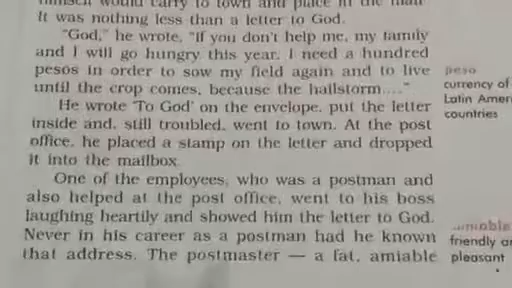 himself would carry to town and place in the mail.
It was nothing less than a letter to God.
"God," he wrote, "If you don't help me, my family
and I will go hungry this year. I need a hundred
pesos in order to sow my field again and to live
until the crop comes, because the hailstorm...."
He wrote 'To God' on the envelope, put the letter
inside and, still troubled, went to town. At the post
office, he placed a stamp on the letter and dropped
it into the mailbox.
One of the employees, who was a postman and
also helped at the post office, went to his boss
laughing heartily and showed him the letter to God.
Never in his career as a postman had he known
that address. The postmaster — a fat, amiable
peso
currency of
Latin Amer
countries
amiable
friendly an
pleasant